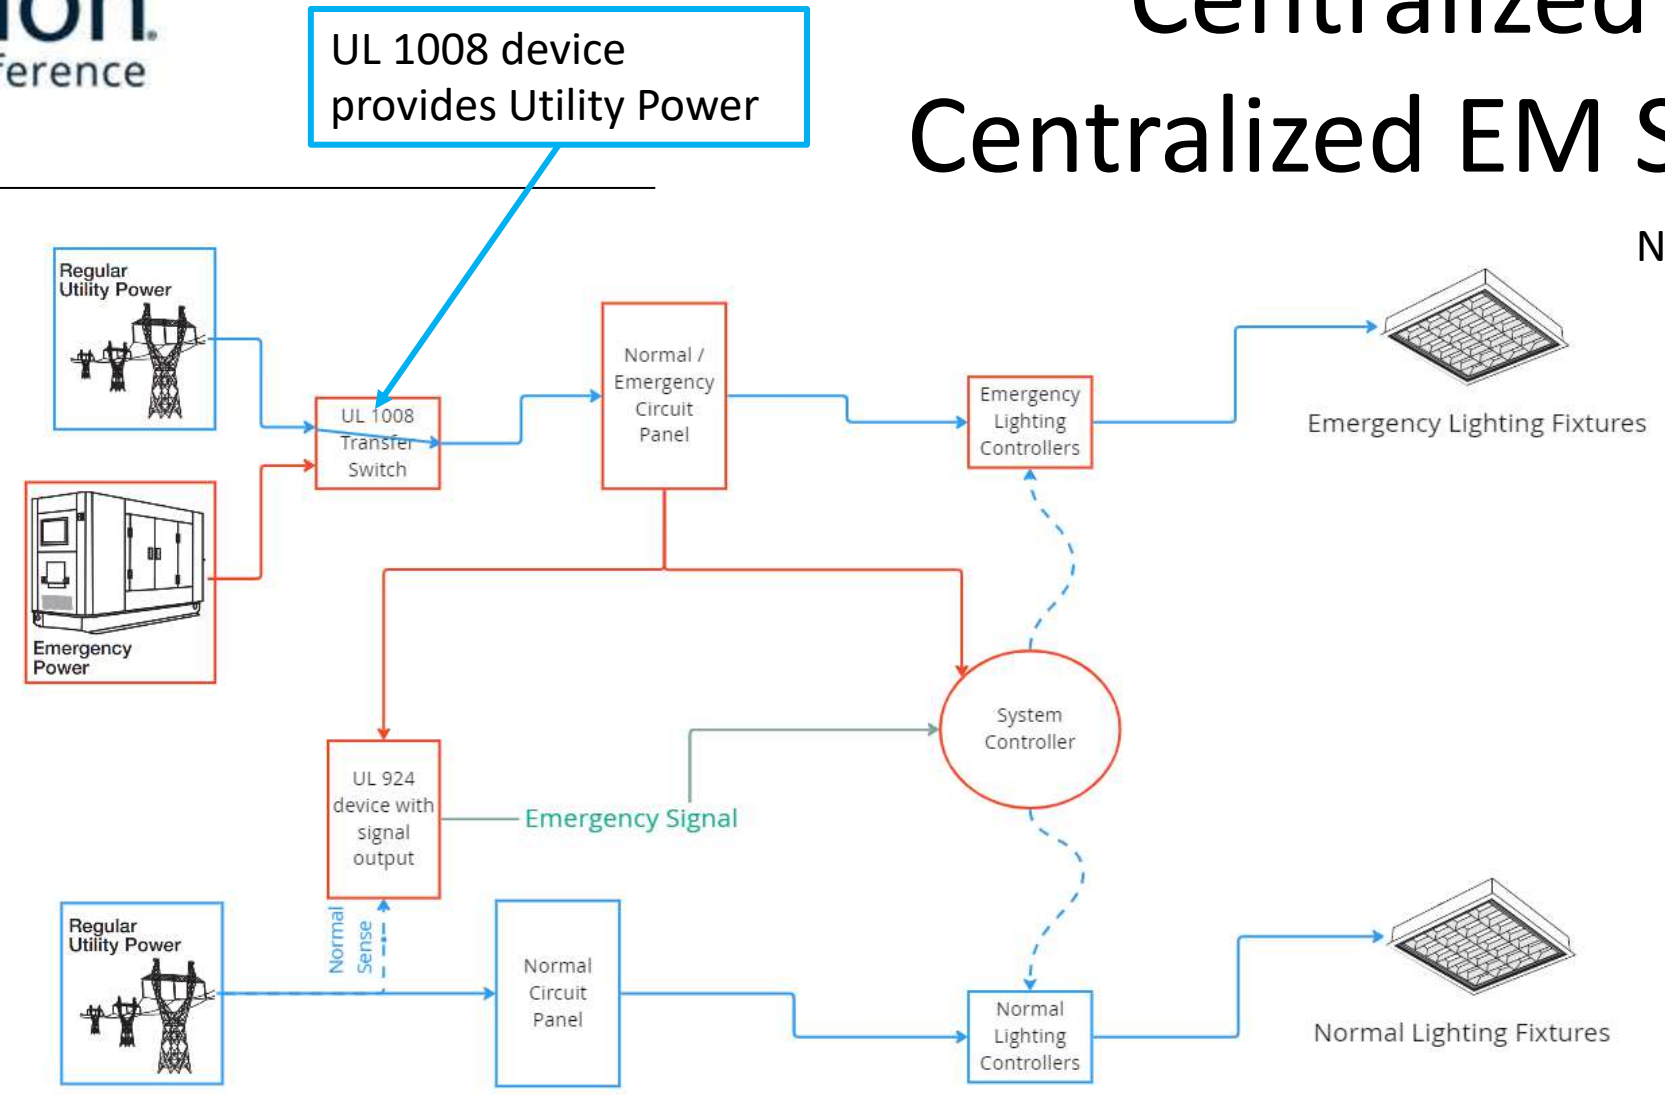 Centralized
UL 1008 device
provides Utility Power
Centralized EM S
N
Regular
Utility Power
Normal /
Emergency
Circuit
Panel
Emergency
Lighting
Controllers
UL 1008
Transfer
Switch
Emergency Lighting Fixtures
Emergency
Power
System
Controller
UL 924
device with
signal
output
Emergency Signal
Normal
Sense
Regular
Utility Power
Normal
Circuit
Panel
Normal
Lighting
Controllers
Normal Lighting Fixtures